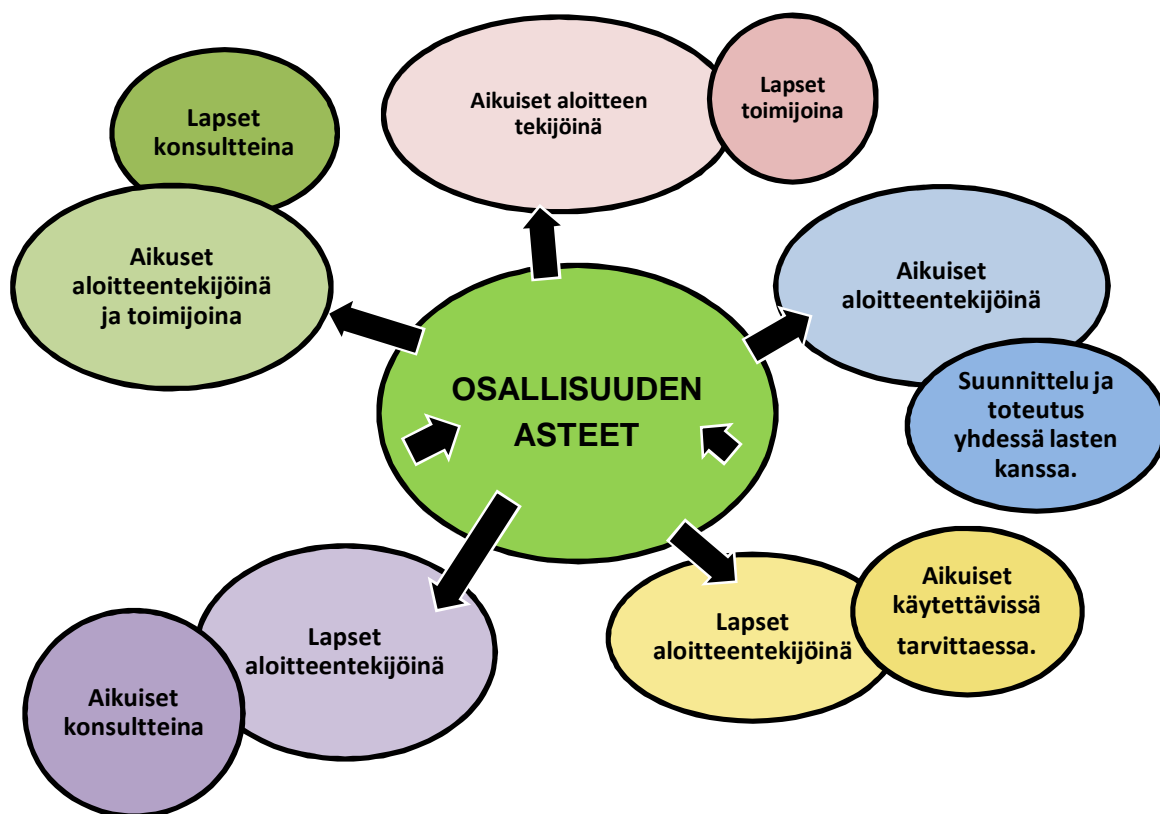 Lapset
konsultteina
Aikuset
aloitteentekijöinä
ja toimijoina
Aikuiset aloitteen
tekijöinä
Lapset
toimijoina
Aikuiset
aloitteentekijöinä
Suunnittelu ja
toteutus
yhdessä lasten
kanssa.
OSALLISUUDEN
ASTEET
Lapset
aloitteentekijöinä
Aikuiset
käytettävissä
tarvittaessa.
Lapset
aloitteentekijöinä
Aikuiset
konsultteina